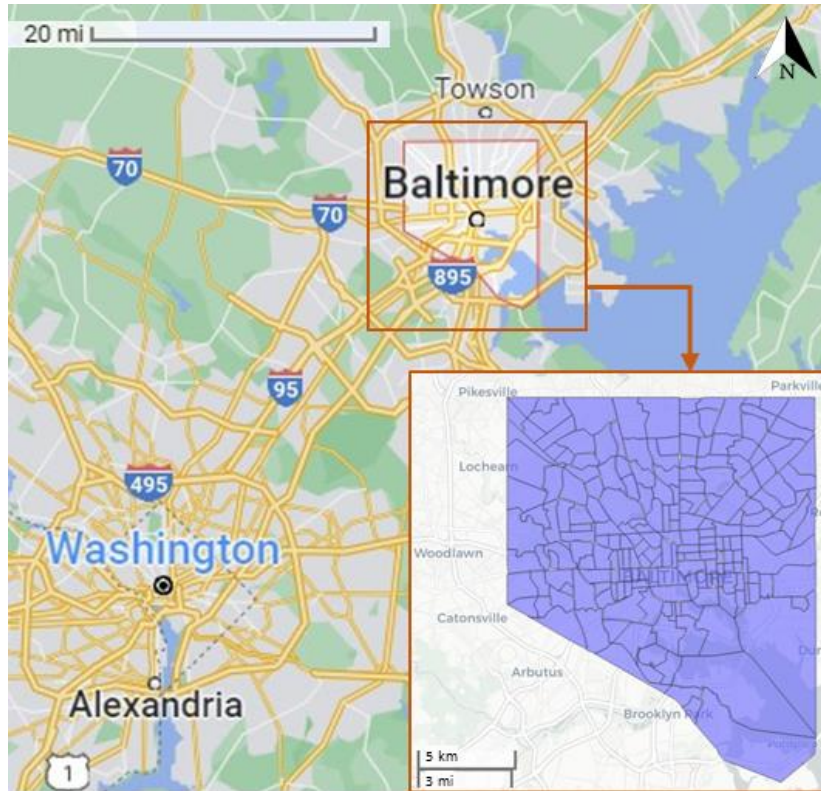 20 mi
N
Towson
70
Baltimore
70
895
95
495
Washington
Alexandria
1
Pikesville
Parkville
Lochearn
Woodlawn
BALTIMORE
Catonsville
Arbutus
Brooklyn Park
5 km
3 mi